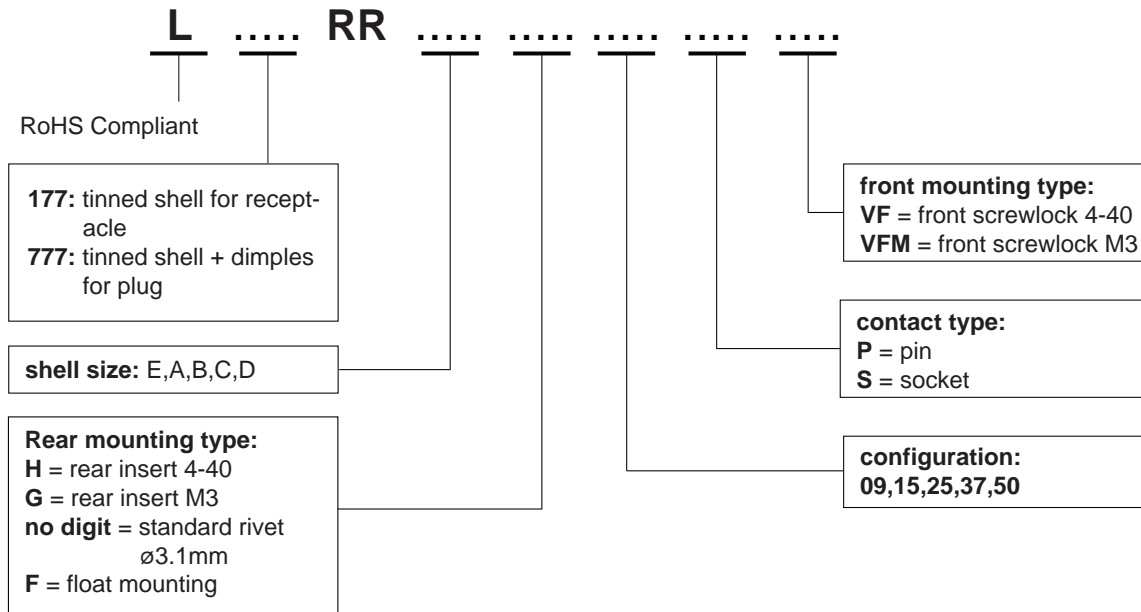 L ..... RR ..... ..... ..... ..... .....
RoHS Compliant
177: tinned shell for recept-
acle
777: tinned shell + dimples
for plug
shell size: E,A,B,C,D
Rear mounting type:
H = rear insert 4-40
G = rear insert M3
no digit = standard rivet
ø3.1mm
F = float mounting
front mounting type:
VF = front screwlock 4-40
VFM = front screwlock M3
contact type:
P = pin
S = socket
configuration:
09,15,25,37,50